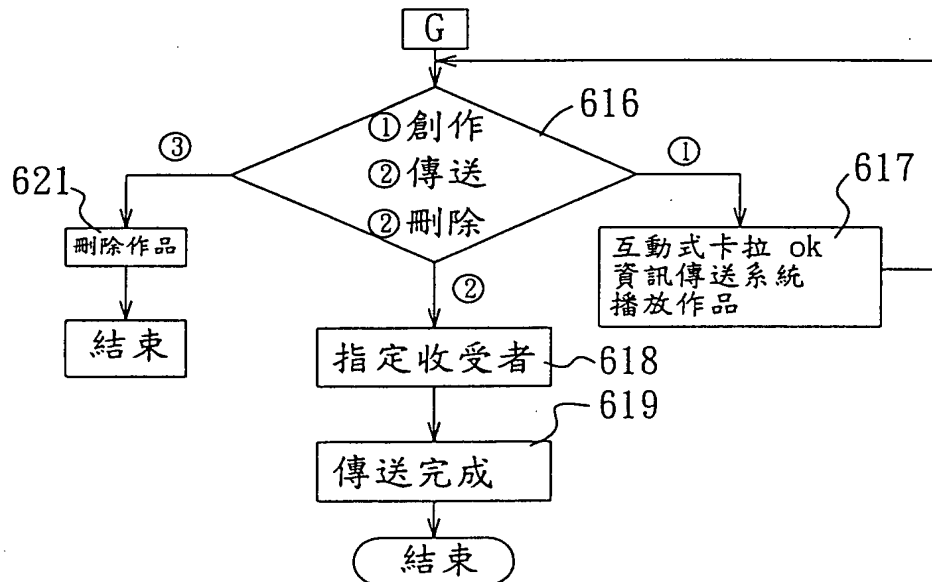 G
616
①創作
②傳送
②刪除
③
①
621
617
刪除作品
互動式卡拉 ok
資訊傳送系統
播放作品
②
結束
指定收受者
618
619
傳送完成
結束